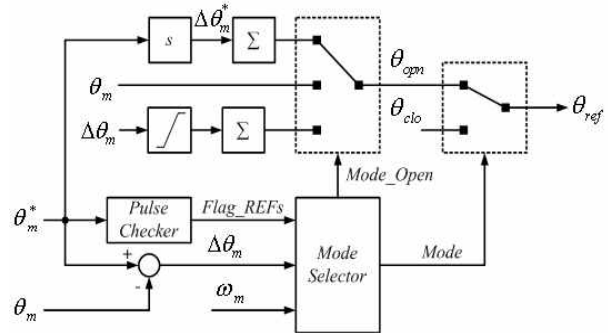 s
Δθ*m
Σ
θm
θopn
θref
Δθm
Σ
θclo
Mode_Open
θ*m
Pulse
Checker
Flag_REFs
Δθm
Mode
Selector
Mode
+
-
θm
ωm